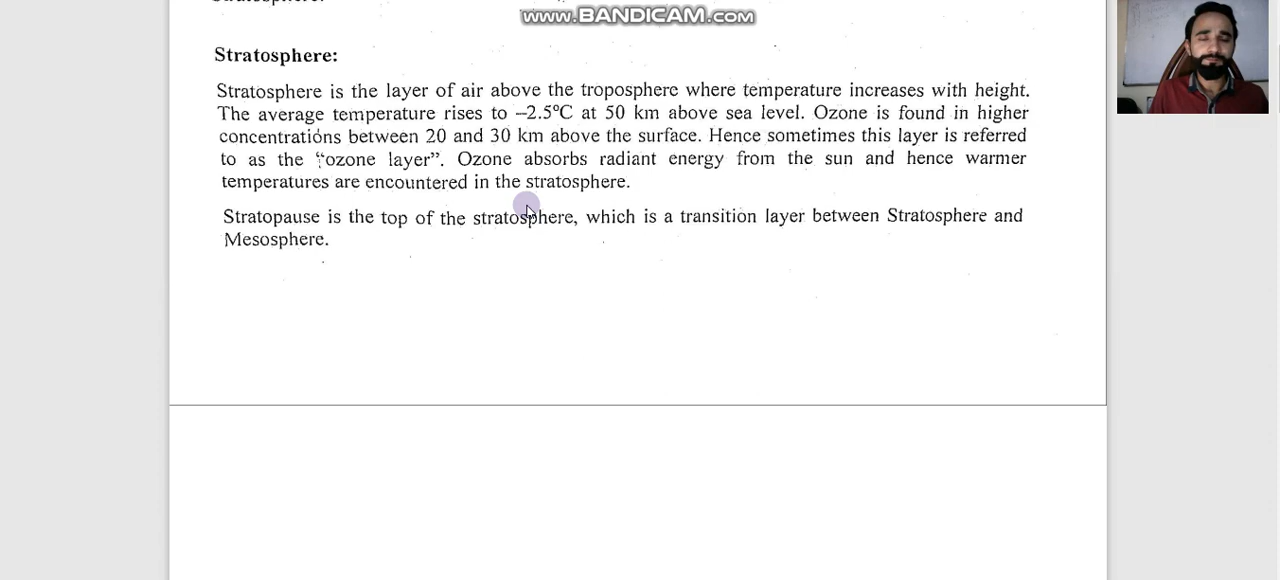 www.BANDICAM.com
Stratosphere:
Stratosphere is the layer of air above the troposphere where temperature increases with height.
The average temperature rises to –2.5°C at 50 km above sea level. Ozone is found in higher
concentrations between 20 and 30 km above the surface. Hence sometimes this layer is referred
to as the “ozone layer”. Ozone absorbs radiant energy from the sun and hence warmer
temperatures are encountered in the stratosphere.
Stratopause is the top of the stratosphere, which is a transition layer between Stratosphere and
Mesosphere.